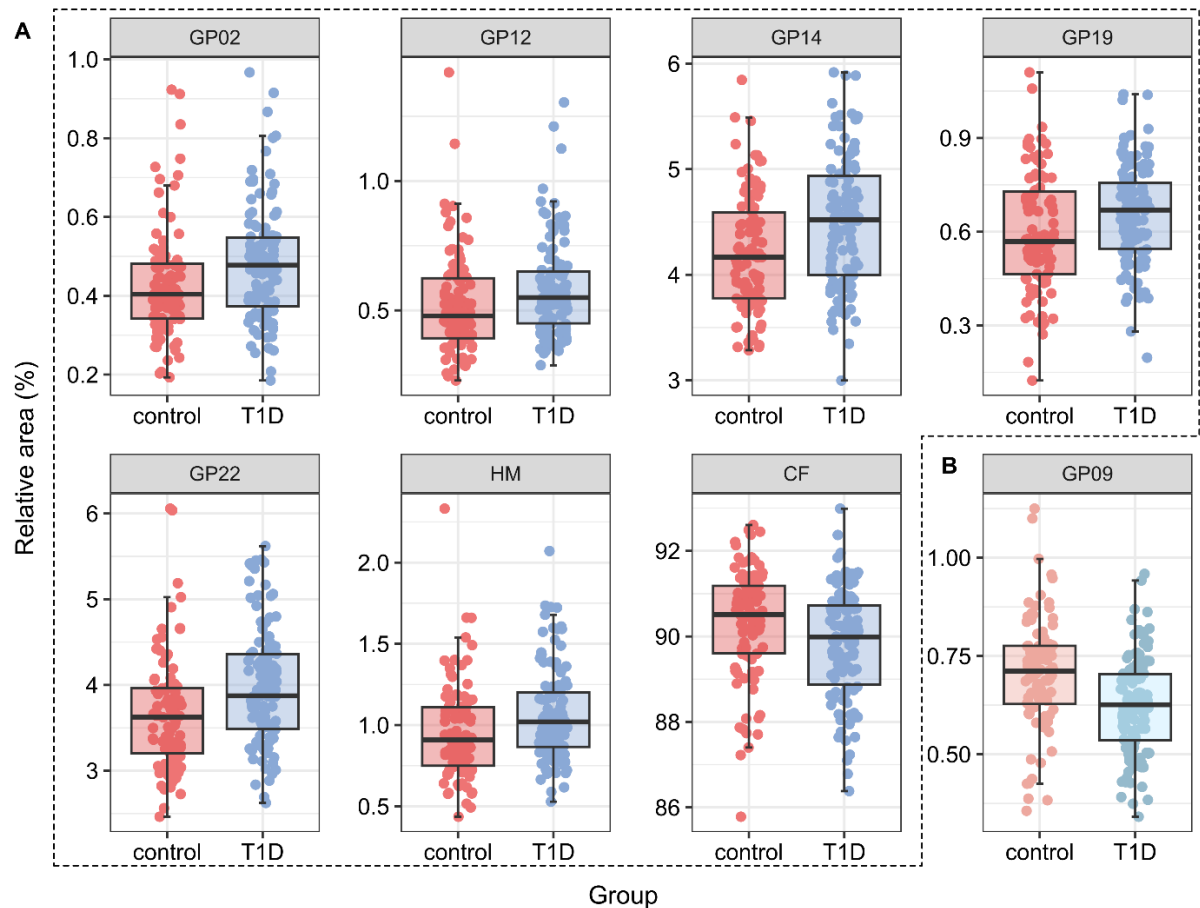 A
GP02
GP12
GP14
GP19
1.0
0.8
0.6
0.4
0.2
1.0
0.5
6
5
4
3
0.9
0.6
0.3
control T1D
control T1D
control T1D
control T1D
Relative area (%)
GP22
HM
CF
B
GP09
6
5
4
3
2.0
1.5
1.0
0.5
92
90
88
86
1.00
0.75
0.50
control T1D
control T1D
control T1D
control T1D
Group